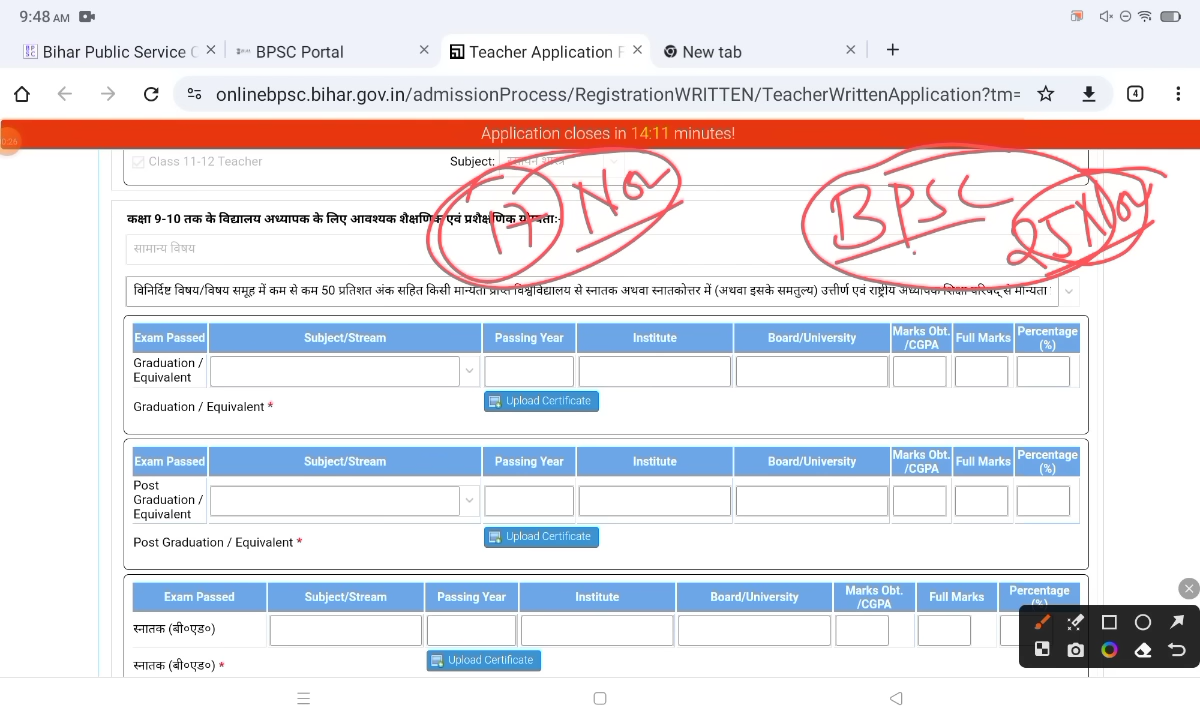 9:48 AM
Bihar Public Service C
BPSC Portal
Teacher Application F
New tab
onlinebpsc.bihar.gov.in/admissionProcess/RegistrationWRITTEN/TeacherWrittenApplication?tm=
4
0:26
Application closes in 14:11 minutes!
Class 11-12 Teacher
Subject:
17 Nov
BPSC
25 Nov
कक्षा 9-10 तक के विद्यालय अध्यापक के लिए आवश्यक शैक्षणिक एवं प्रशैक्षणिक योग्यता:-
सामान्य विषय
विनिर्दिष्ट विषय/विषय समूह में कम से कम 50 प्रतिशत अंक सहित किसी मान्यता प्राप्त विश्वविद्यालय से स्नातक अथवा स्नातकोत्तर में (अथवा इसके समतुल्य) उत्तीर्ण एवं राष्ट्रीय अध्यापक शिक्षा परिषद् से मान्यता
Exam Passed Subject/Stream Passing Year Institute Board/University Marks Obt. /CGPA Full Marks Percentage (%)
Graduation / Equivalent
Upload Certificate
Graduation / Equivalent *
Exam Passed Subject/Stream Passing Year Institute Board/University Marks Obt. /CGPA Full Marks Percentage (%)
Post Graduation / Equivalent
Upload Certificate
Post Graduation / Equivalent *
Exam Passed Subject/Stream Passing Year Institute Board/University Marks Obt. /CGPA Full Marks Percentage (%)
स्नातक (बी०एड०)
Upload Certificate
स्नातक (बी०एड०) *